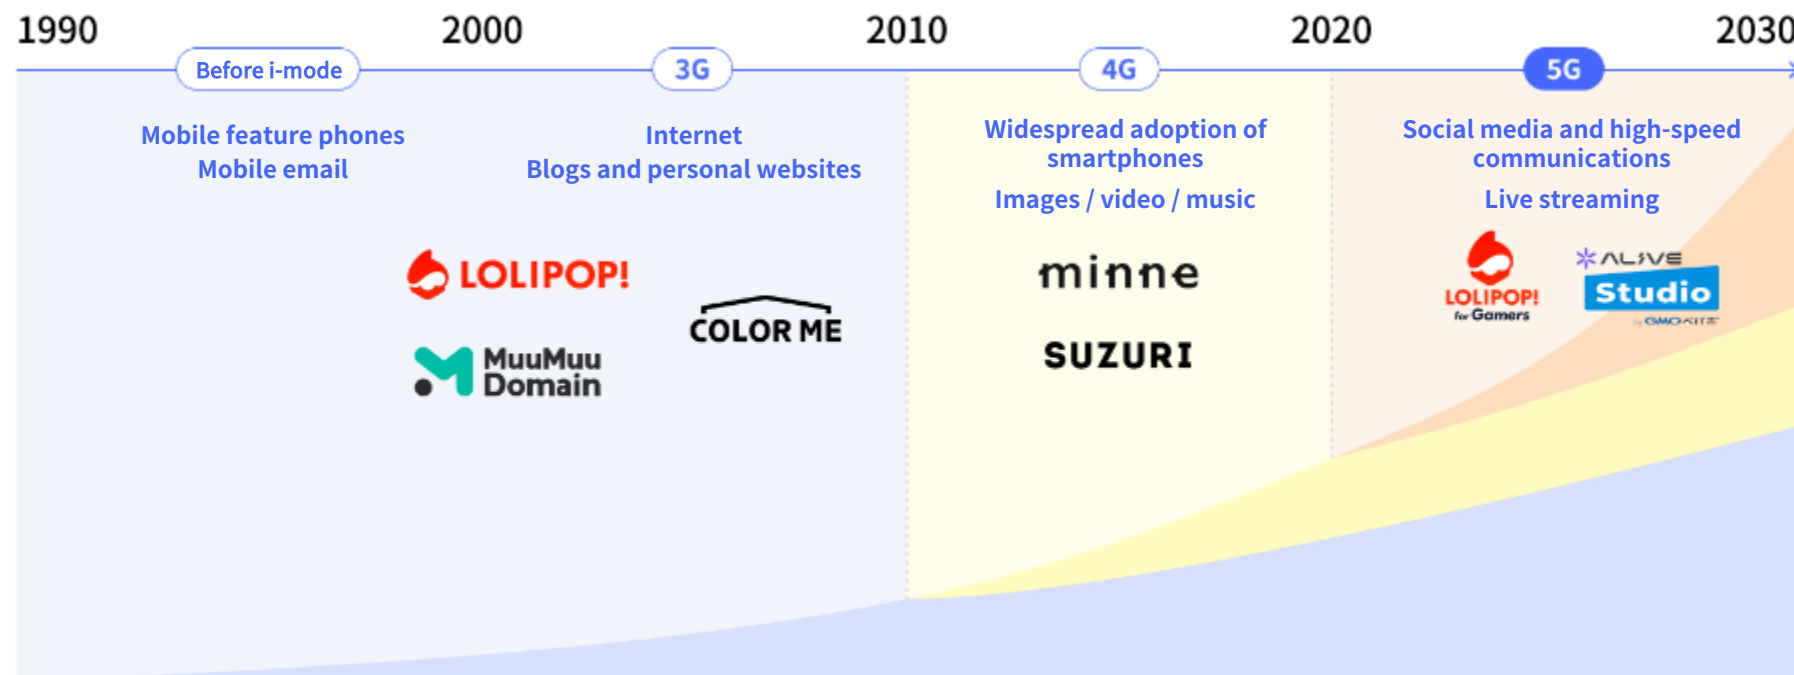 1990 2000 2010 2020 2030
Before i-mode 3G 4G 5G
Mobile feature phones
Mobile email
Internet
Blogs and personal websites
Widespread adoption of
smartphones
Images / video / music
Social media and high-speed
communications
Live streaming
LOLIPOP!
MuuMuu
Domain
COLOR ME
minne
SUZURI
LOLIPOP!
for Gamers
ALIVE
Studio
by GMO